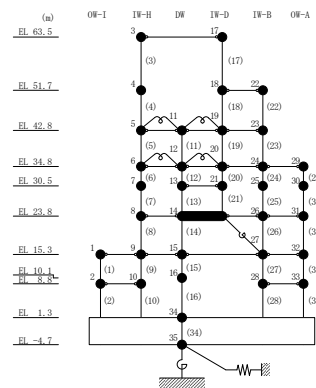 (m) OW-I IW-H DW IW-D IW-B OW-A
EL 63.5 3 17
(3) (17)
EL 51.7 4 18 22
(4) (18) (22)
11 19
EL 42.8 5 23
(5) (11) (19) (23)
12 20
EL 34.8 6 24 29
(6) (12) (20) (24)
EL 30.5 7 13 21 25 30
(7) (13) (21) (25)
EL 23.8 8 14 26 31
(8) (14) (26)
27
EL 15.3 1 9 15 32
(1) (9) (15) (27)
EL 10.1 2 10 16
EL 8.8 28 33
(2) (10) (16) (28)
EL 1.3 34
(34)
EL -4.7 35